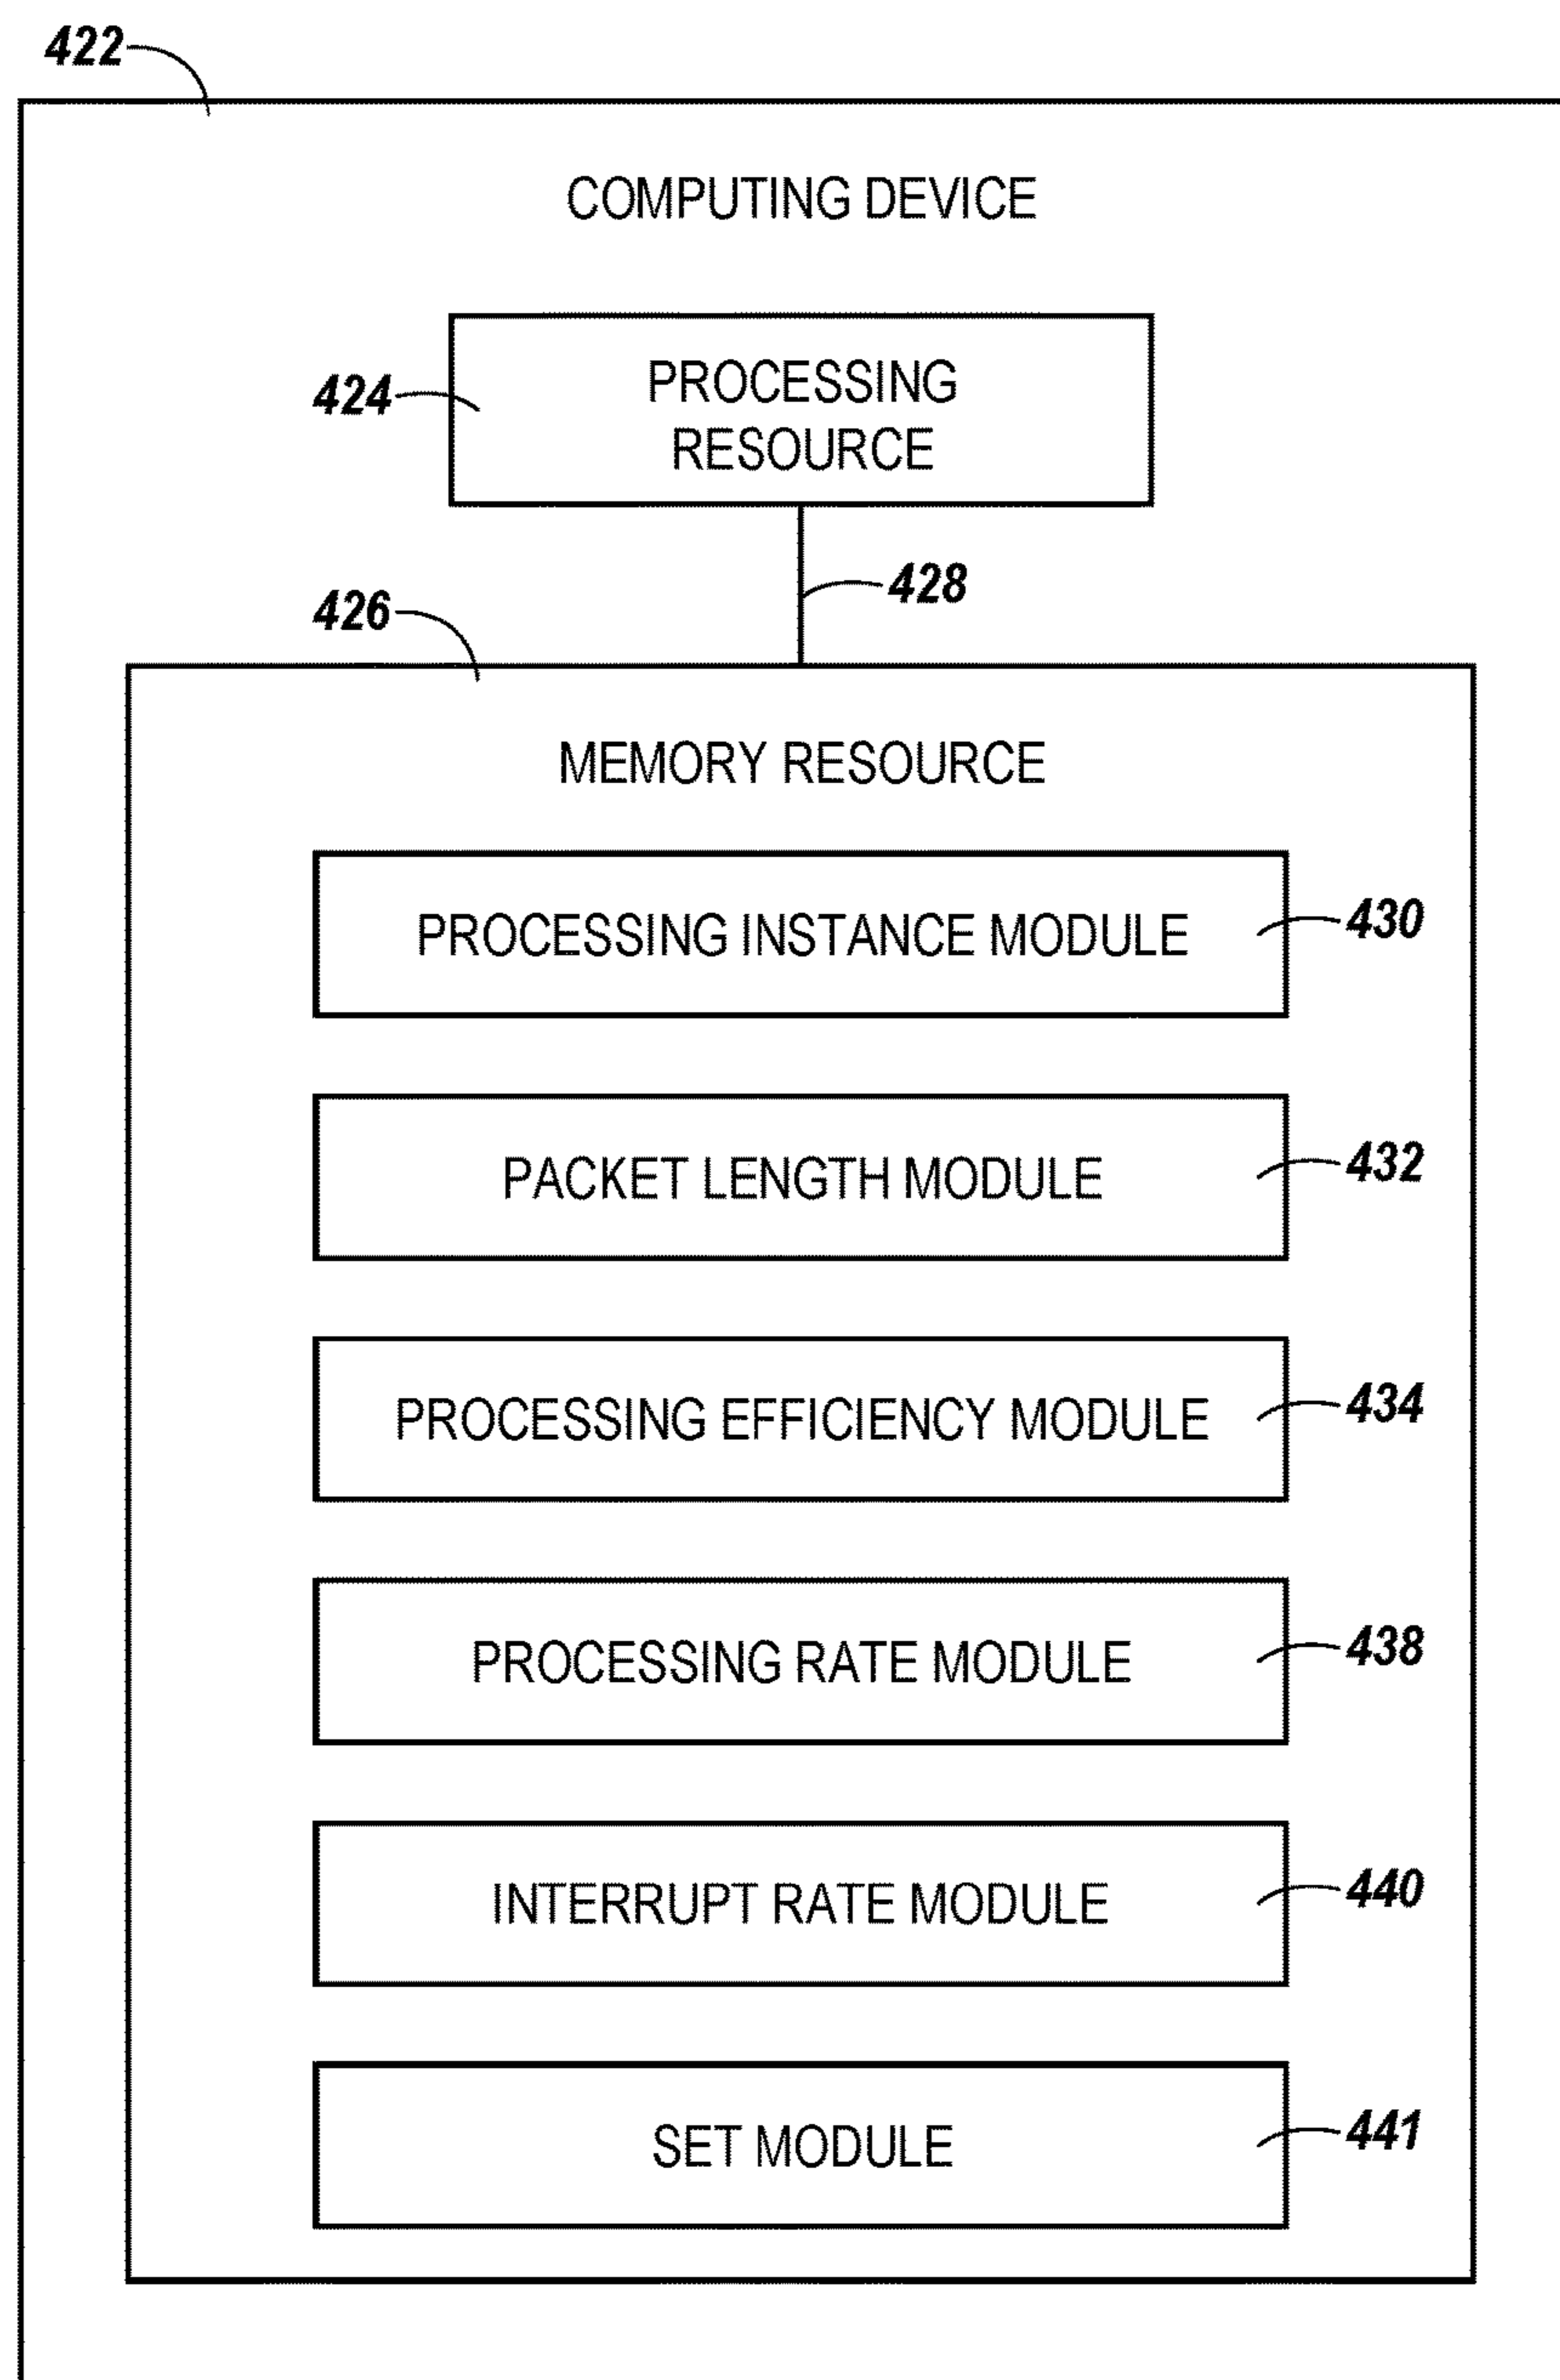 422
COMPUTING DEVICE
424
PROCESSING
RESOURCE
428
426
MEMORY RESOURCE
PROCESSING INSTANCE MODULE
430
PACKET LENGTH MODULE
432
PROCESSING EFFICIENCY MODULE
434
PROCESSING RATE MODULE
438
INTERRUPT RATE MODULE
440
SET MODULE
441